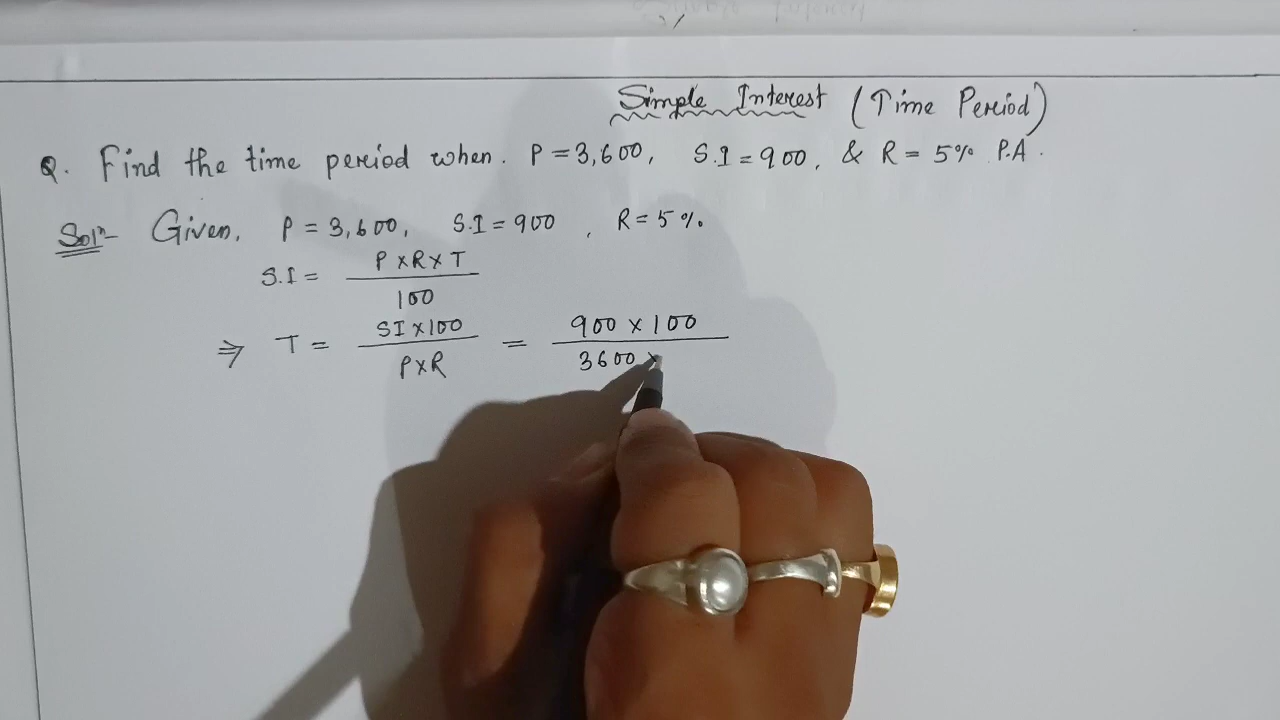 Simple Interest (Time Period)
Q. Find the time period when. P = 3,600, S.I = 900, & R = 5% P.A.
Solⁿ- Given, P = 3,600, S.I = 900, R = 5%.
S.I = P×R×T / 100
⇒ T = SI×100 / P×R = 900×100 / 3600×